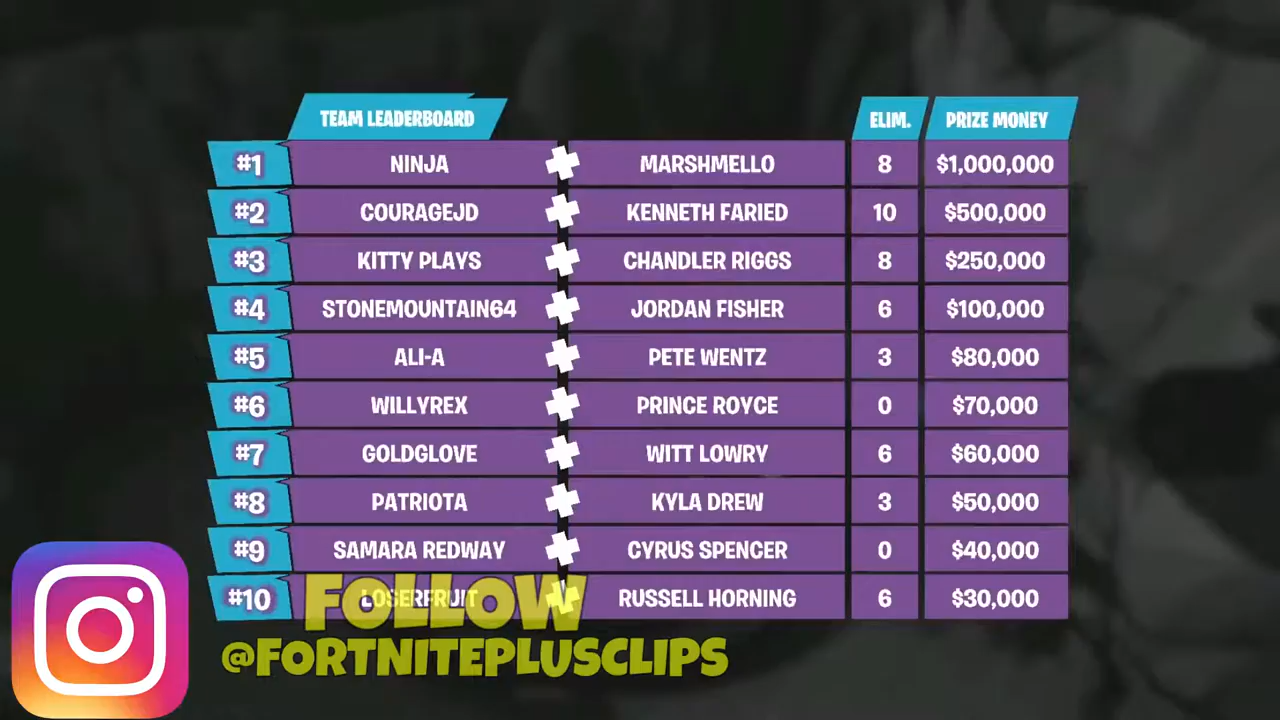 TEAM LEADERBOARD ELIM. PRIZE MONEY
#1 NINJA MARSHMELLO 8 $1,000,000
#2 COURAGEJD KENNETH FARIED 10 $500,000
#3 KITTY PLAYS CHANDLER RIGGS 8 $250,000
#4 STONEMOUNTAIN64 JORDAN FISHER 6 $100,000
#5 ALI-A PETE WENTZ 3 $80,000
#6 WILLYREX PRINCE ROYCE 0 $70,000
#7 GOLDGLOVE WITT LOWRY 6 $60,000
#8 PATRIOTA KYLA DREW 3 $50,000
#9 SAMARA REDWAY CYRUS SPENCER 0 $40,000
#10 LOSERFRUIT RUSSELL HORNING 6 $30,000
FOLLOW
@FORTNITEPLUSCLIPS